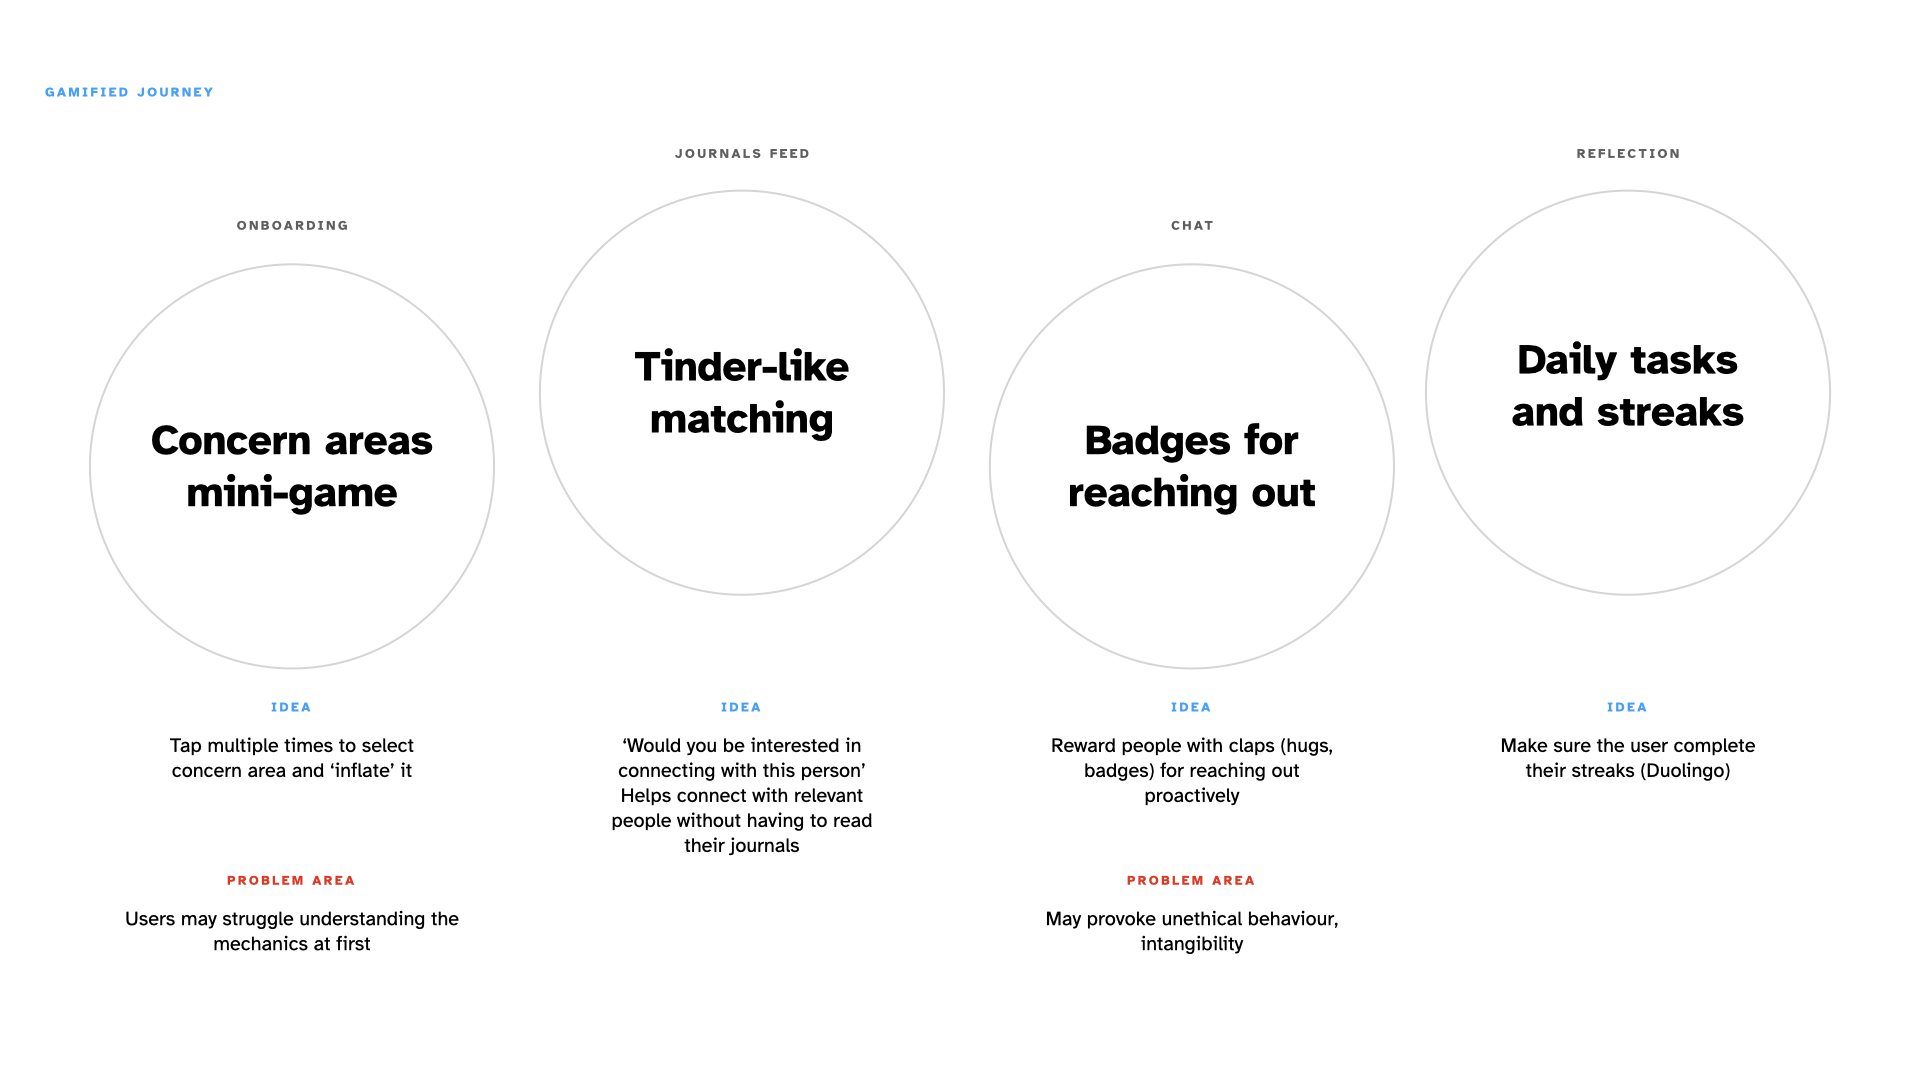 GAMIFIED JOURNEY
ONBOARDING
Concern areas
mini-game
IDEA
Tap multiple times to select
concern area and ‘inflate’ it
PROBLEM AREA
Users may struggle understanding the
mechanics at first
JOURNALS FEED
Tinder-like
matching
IDEA
‘Would you be interested in
connecting with this person’
Helps connect with relevant
people without having to read
their journals
CHAT
Badges for
reaching out
IDEA
Reward people with claps (hugs,
badges) for reaching out
proactively
PROBLEM AREA
May provoke unethical behaviour,
intangibility
REFLECTION
Daily tasks
and streaks
IDEA
Make sure the user complete
their streaks (Duolingo)